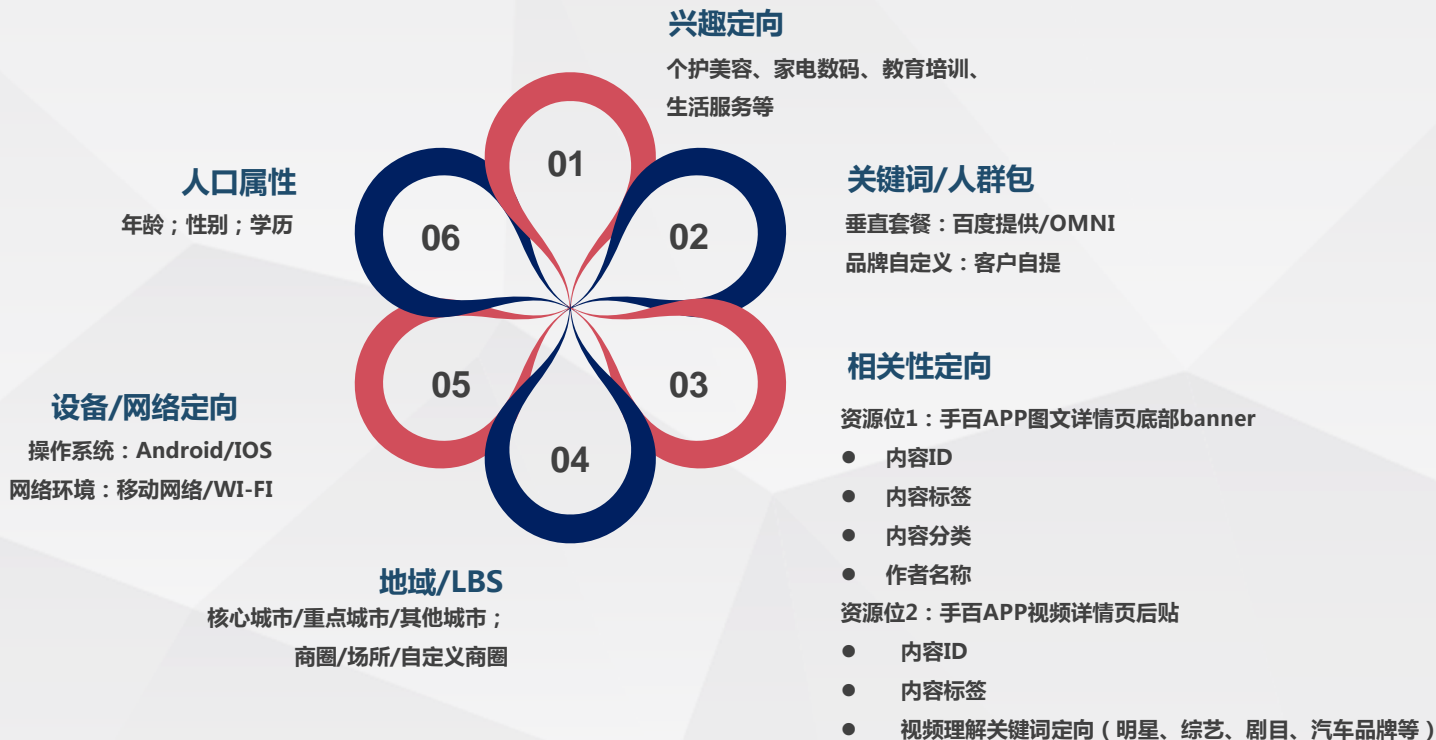 兴趣定向
个护美容、家电数码、教育培训、
生活服务等
01
关键词/人群包
垂直套餐：百度提供/OMNI
品牌自定义：客户自提
02
相关性定向
资源位1：手百APP图文详情页底部banner
● 内容ID
● 内容标签
● 内容分类
● 作者名称
资源位2：手百APP视频详情页后贴
● 内容ID
● 内容标签
● 视频理解关键词定向（明星、综艺、剧目、汽车品牌等）
03
地域/LBS
核心城市/重点城市/其他城市；
商圈/场所/自定义商圈
04
设备/网络定向
操作系统：Android/IOS
网络环境：移动网络/WI-FI
05
人口属性
年龄；性别；学历
06